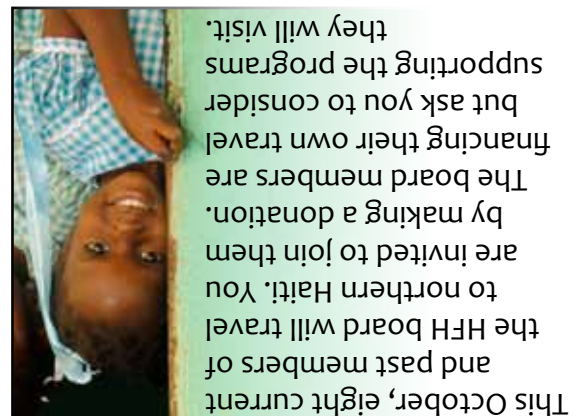 This October, eight current
and past members of
the HFH board will travel
to northern Haiti. You
are invited to join them
by making a donation.
The board members are
financing their own travel
but ask you to consider
supporting the programs
they will visit.